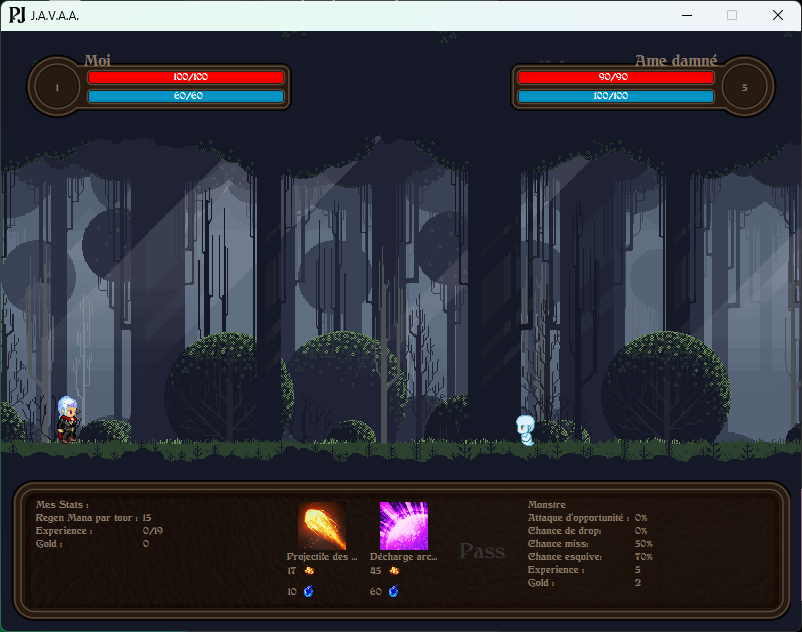 J.A.V.A.A.
Moi
Ame damné
1
100/100
60/60
90/90
100/100
5
Mes Stats :
Regen Mana par tour : 15
Experience : 0/19
Gold : 0
Projectile des ...
17
10
Décharge arc...
45
60
Pass
Monstre
Attaque d'opportunité : 0%
Chance de drop: 0%
Chance miss: 50%
Chance esquive: 70%
Experience : 5
Gold : 2